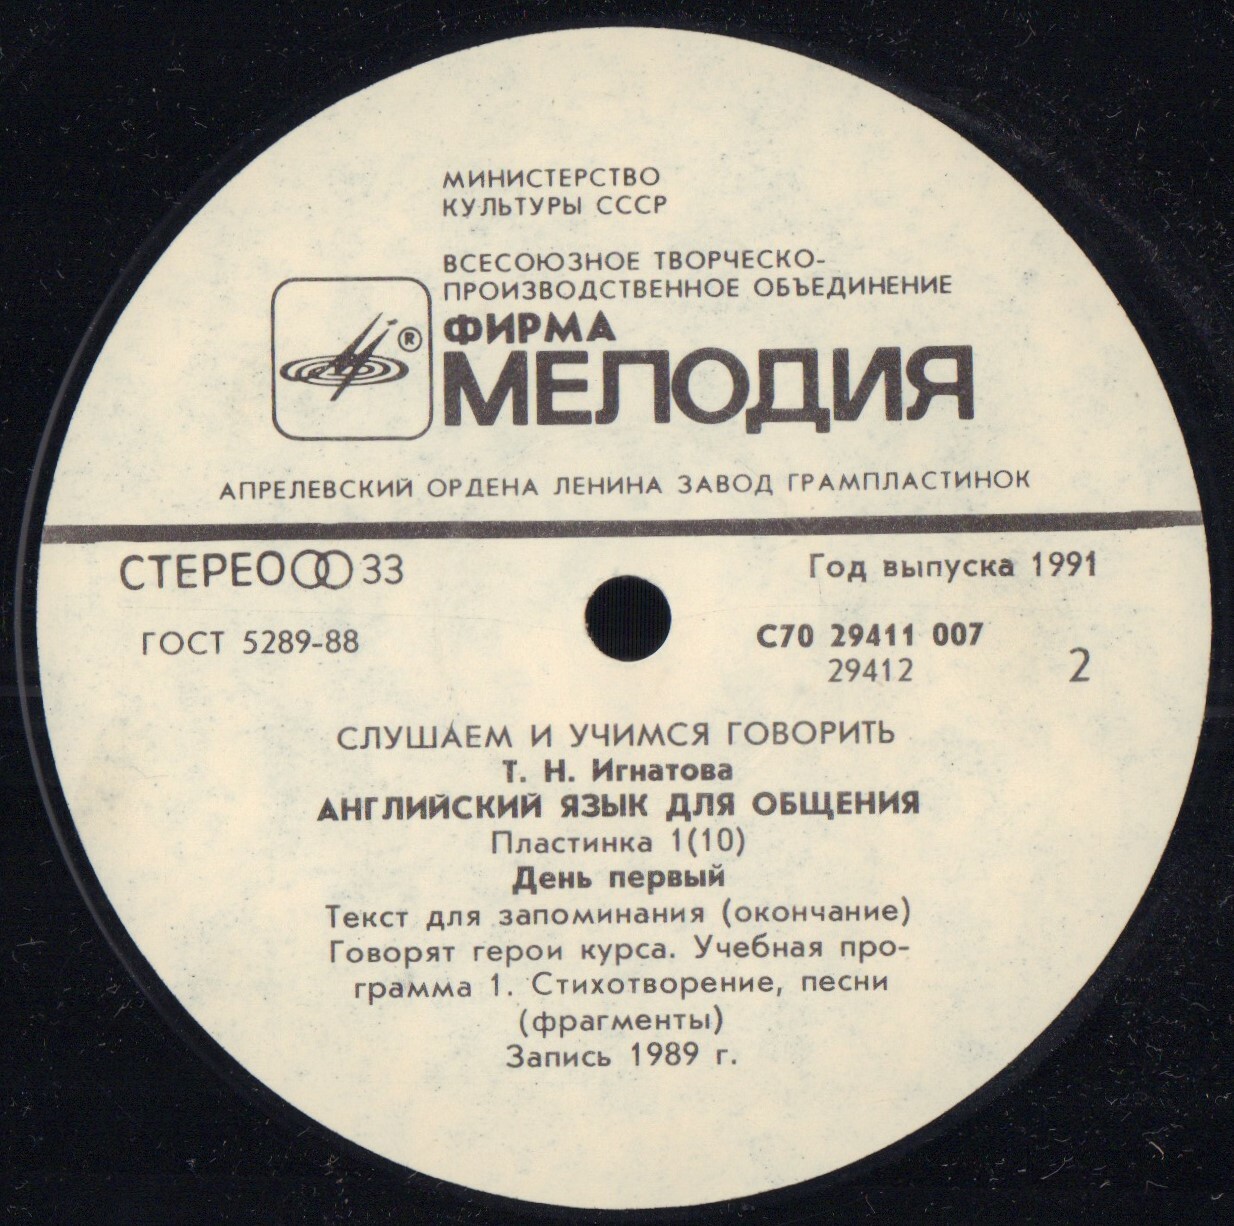 МИНИСТЕРСТВО
КУЛЬТУРЫ СССР
ВСЕСОЮЗНОЕ ТВОРЧЕСКО-
ПРОИЗВОДСТВЕННОЕ ОБЪЕДИНЕНИЕ
ФИРМА
®
МЕЛОДИЯ
АПРЕЛЕВСКИЙ ОРДЕНА ЛЕНИНА ЗАВОД ГРАМПЛАСТИНОК
СТЕРЕО 33
Год выпуска 1991
ГОСТ 5289-88
С70 29411 007
29412
2
СЛУШАЕМ И УЧИМСЯ ГОВОРИТЬ
Т. Н. Игнатова
АНГЛИЙСКИЙ ЯЗЫК ДЛЯ ОБЩЕНИЯ
Пластинка 1(10)
День первый
Текст для запоминания (окончание)
Говорят герои курса. Учебная про-
грамма 1. Стихотворение, песни
(фрагменты)
Запись 1989 г.